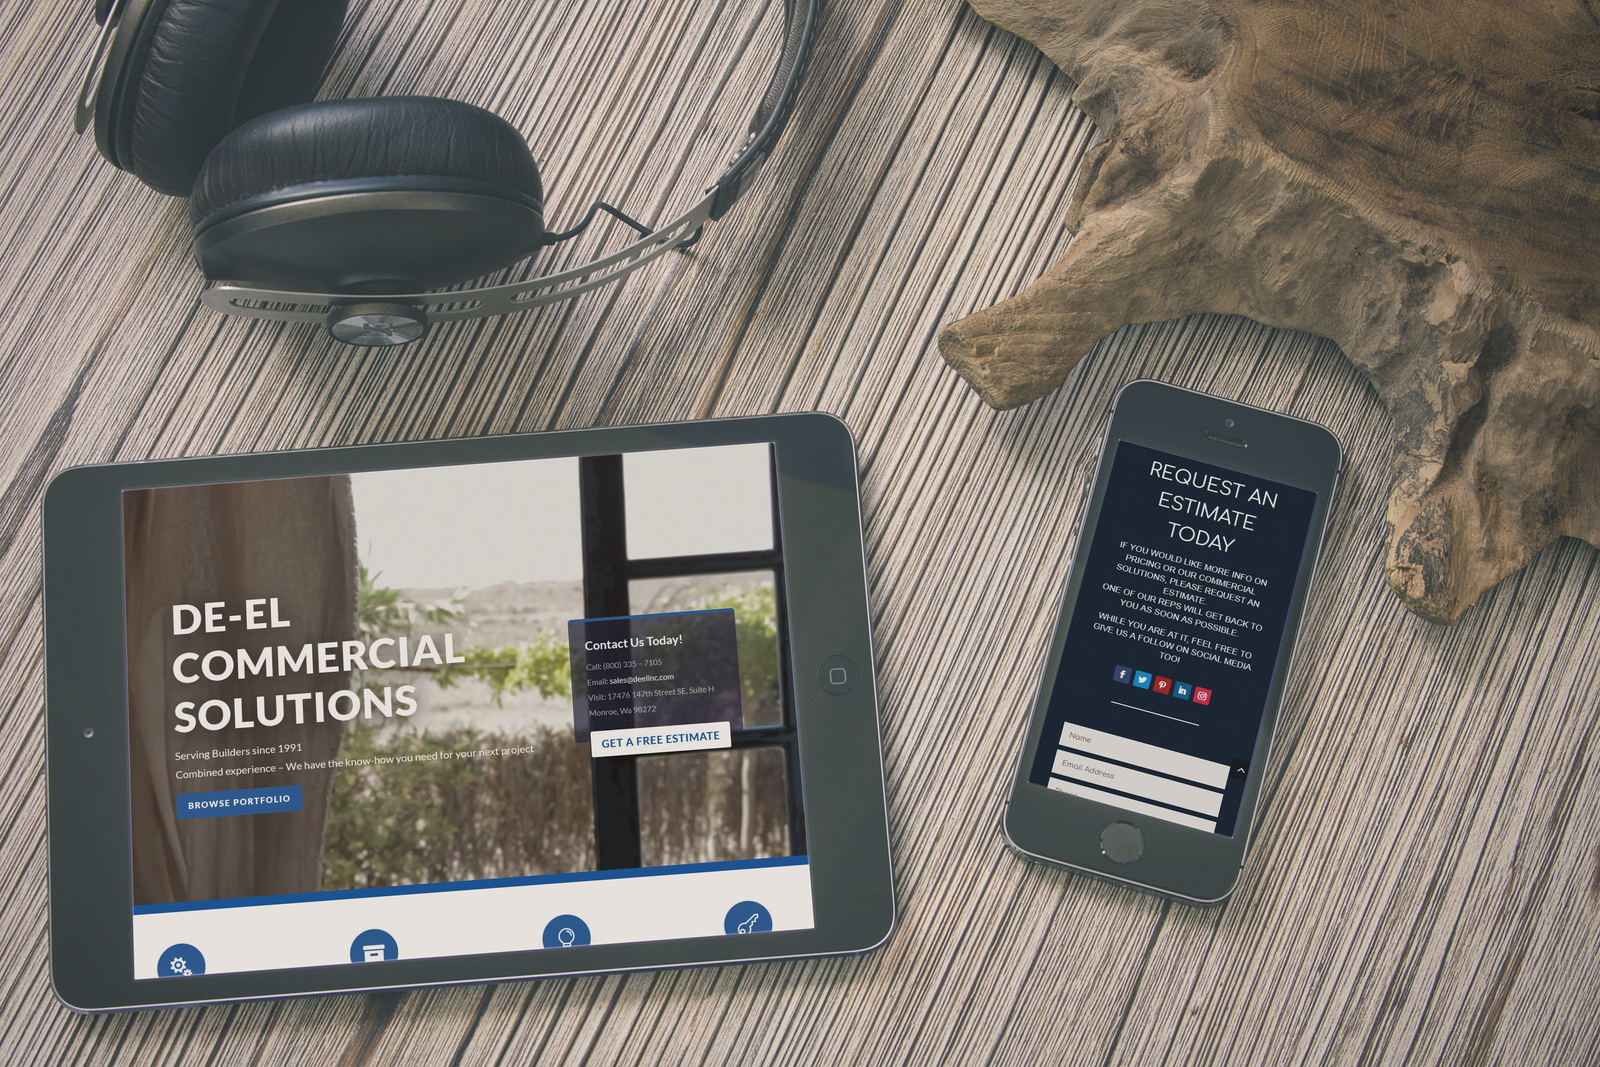 DE-EL
COMMERCIAL
SOLUTIONS
Serving Builders since 1991
Combined experience – We have the know-how you need for your next project
BROWSE PORTFOLIO
Contact Us Today!
Call: (800) 335 – 7105
Email: sales@deelinc.com
Visit: 17476 147th Street SE, Suite H
Monroe, Wa 98272
GET A FREE ESTIMATE
REQUEST AN
ESTIMATE
TODAY
IF YOU WOULD LIKE MORE INFO ON
PRICING OR OUR COMMERCIAL
SOLUTIONS, PLEASE REQUEST AN
ESTIMATE.
ONE OF OUR REPS WILL GET BACK TO
YOU AS SOON AS POSSIBLE.
WHILE YOU ARE AT IT, FEEL FREE TO
GIVE US A FOLLOW ON SOCIAL MEDIA
TOO!
Name
Email Address